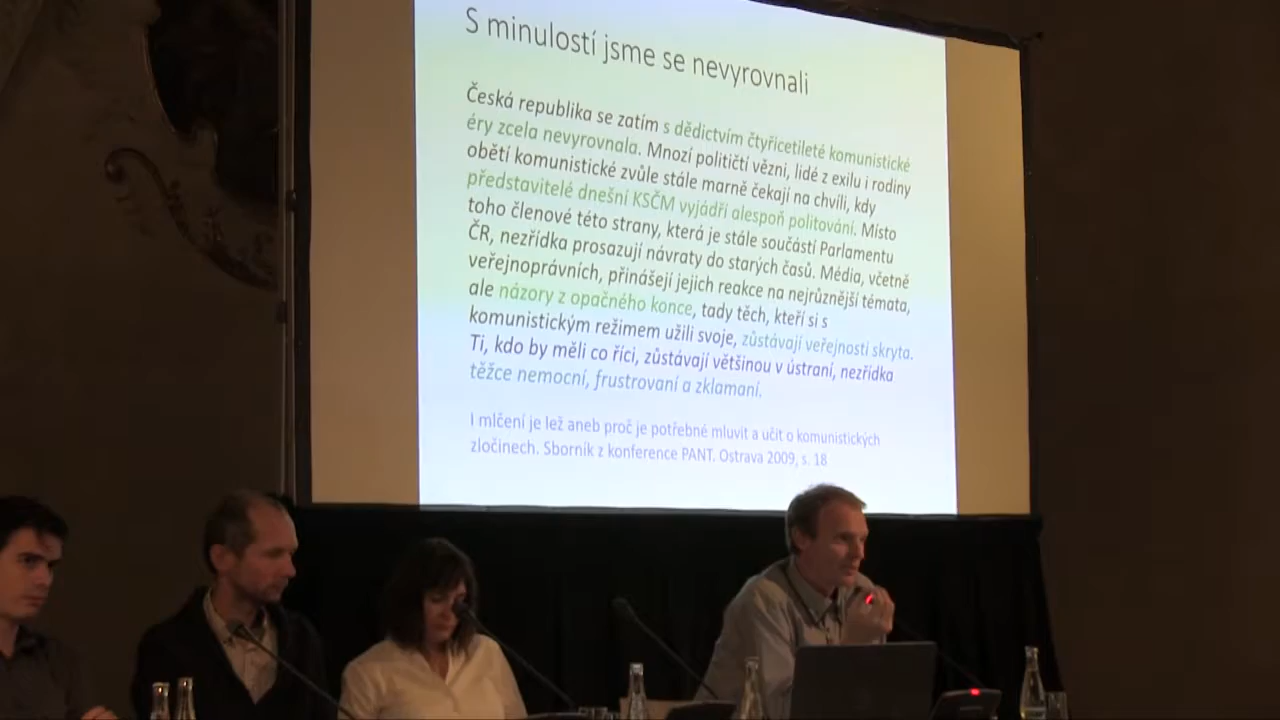 S minulostí jsme se nevyrovnali
Česká republika se zatím s dědictvím čtyřicetileté komunistické
éry zcela nevyrovnala. Mnozí političtí vězni, lidé z exilu i rodiny
obětí komunistické zvůle stále marně čekají na chvíli, kdy
představitelé dnešní KSČM vyjádří alespoň politování. Místo
toho členové této strany, která je stále součástí Parlamentu
ČR, nezřídka prosazují návraty do starých časů. Média, včetně
veřejnoprávních, přinášejí jejich reakce na nejrůznější témata,
ale názory z opačného konce, tady těch, kteří si s
komunistickým režimem užili svoje, zůstávají veřejnosti skryta.
Ti, kdo by měli co říci, zůstávají většinou v ústraní, nezřídka
těžce nemocní, frustrovaní a zklamaní.
I mlčení je lež aneb proč je potřebné mluvit a učit o komunistických
zločinech. Sborník z konference PANT. Ostrava 2009, s. 18